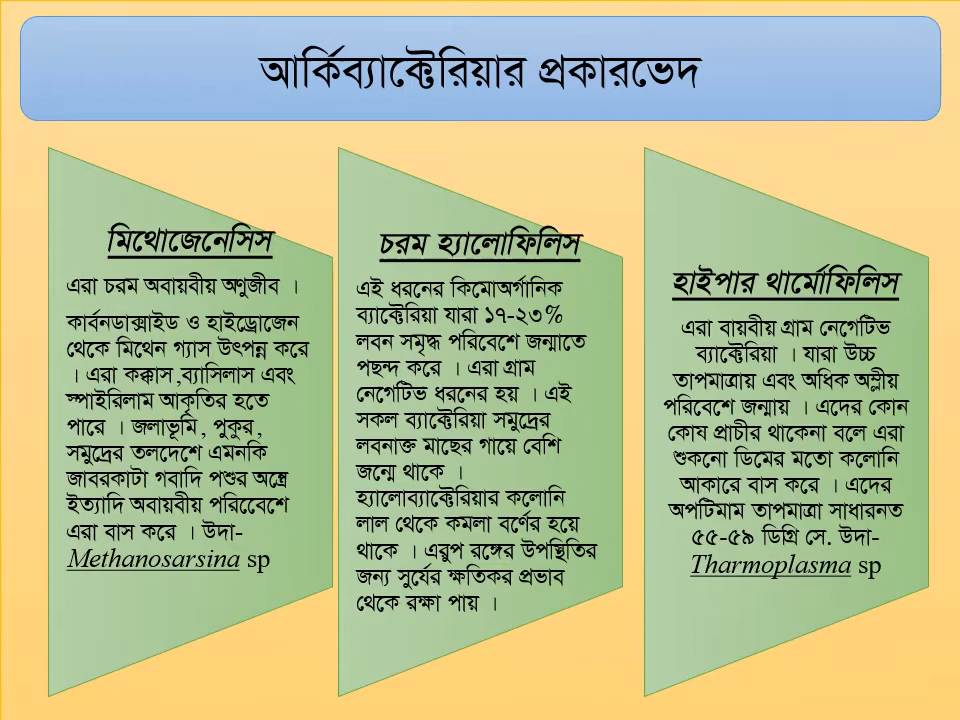 আর্কিব্যাক্টেরিয়ার প্রকারভেদ
মিথোজেনেসিস
এরা চরম অবায়বীয় অণুজীব ।
কার্বনডাক্সাইড ও হাইড্রোজেন
থেকে মিথেন গ্যাস উৎপন্ন করে
। এরা কক্কাস,ব্যাসিলাস এবং
স্পাইরিলাম আকৃতির হতে
পারে । জলাভূমি, পুকুর,
সমুদ্রের তলদেশে এমনকি
জাবরকাটা গবাদি পশুর অন্ত্রে
ইত্যাদি অবায়বীয় পরিবেেশে
এরা বাস করে । উদা-
Methanosarsina sp
চরম হ্যালোফিলিস
এই ধরনের কিমোঅর্গানিক
ব্যাক্টেরিয়া যারা ১৭-২৩%
লবন সমৃদ্ধ পরিবেশে জন্মাতে
পছন্দ করে । এরা গ্রাম
নেগেটিভ ধরনের হয় । এই
সকল ব্যাক্টেরিয়া সমুদ্রের
লবনাক্ত মাছের গায়ে বেশি
জন্মে থাকে ।
হ্যালোব্যাক্টেরিয়ার কলোনি
লাল থেকে কমলা বর্ণের হয়ে
থাকে । এরুপ রঙ্গের উপস্থিতির
জন্য সুর্যের ক্ষতিকর প্রভাব
থেকে রক্ষা পায় ।
হাইপার থার্মোফিলিস
এরা বায়বীয় গ্রাম নেগেটিভ
ব্যাক্টেরিয়া । যারা উচ্চ
তাপমাত্রায় এবং অধিক অম্লীয়
পরিবেশে জন্মায় । এদের কোন
কোষ প্রাচীর থাকেনা বলে এরা
শুকনো ডিমের মতো কলোনি
আকারে বাস করে । এদের
অপটিমাম তাপমাত্রা সাধারনত
৫৫-৫৯ ডিগ্রি সে. উদা-
Tharmoplasma sp